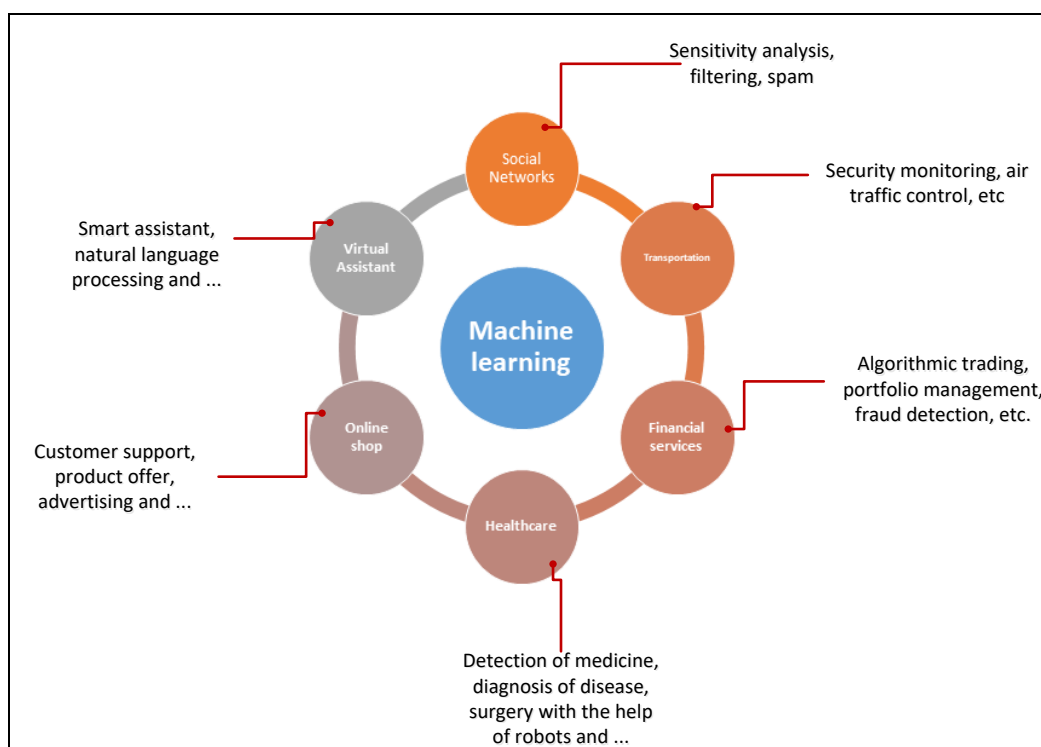 Sensitivity analysis,
filtering, spam
Social
Networks
Security monitoring, air
traffic control, etc
Transportation
Smart assistant,
natural language
processing and ...
Virtual
Assistant
Machine
learning
Algorithmic trading,
portfolio management,
fraud detection, etc.
Financial
services
Online
shop
Customer support,
product offer,
advertising and ...
Healthcare
Detection of medicine,
diagnosis of disease,
surgery with the help
of robots and ...